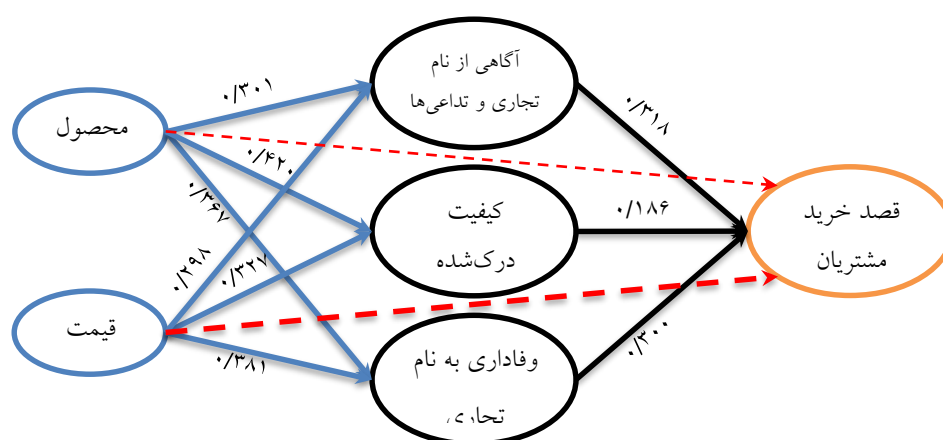 محصول
قیمت
آگاهی از نام
تجاری و تداعی‌ها
کیفیت
درک‌شده
وفاداری به نام
تجاری
قصد خرید
مشتریان
۰/۳۰۱
۰/۴۲۰
۰/۳۶۷
۰/۲۹۸
۰/۳۲۷
۰/۳۸۱
۰/۳۱۸
۰/۱۸۶
۰/۳۰۰